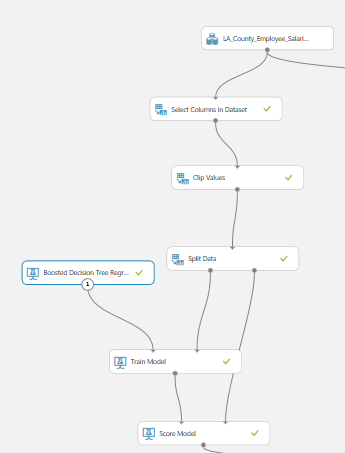 LA_County_Employee_Salari...
Select Columns in Dataset
Clip Values
Split Data
Boosted Decision Tree Regr...
1
Train Model
Score Model